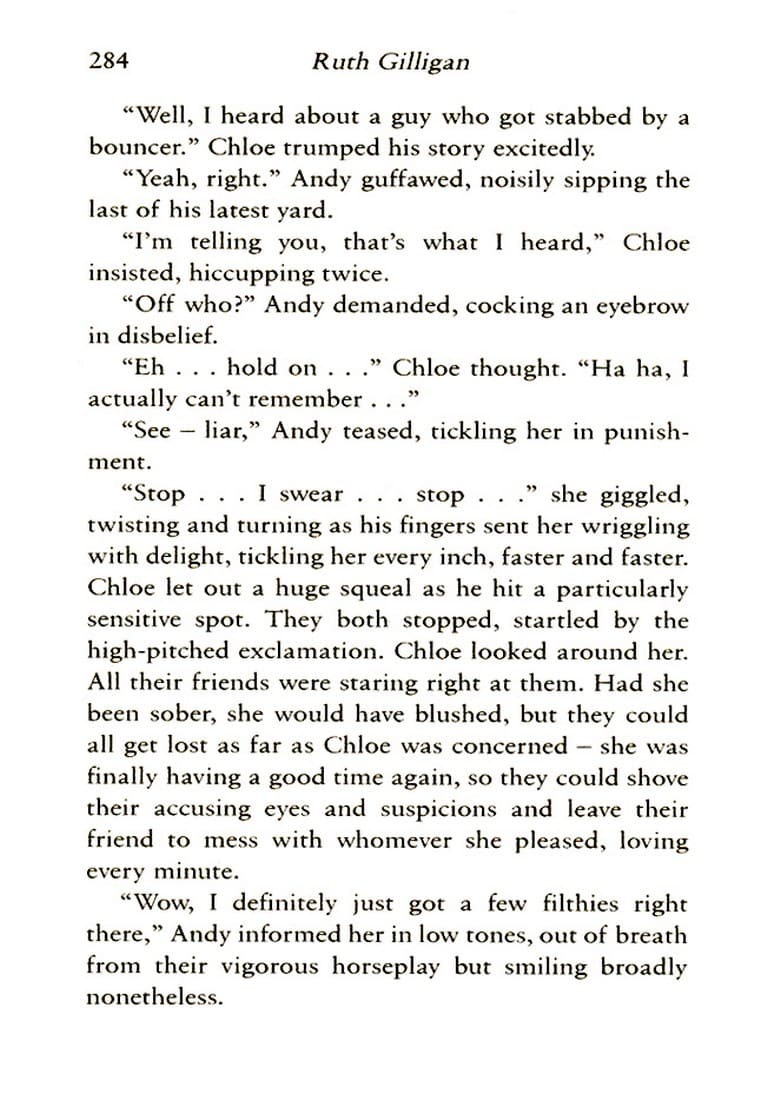 284 Ruth Gilligan
“Well, I heard about a guy who got stabbed by a
bouncer.” Chloe trumped his story excitedly.
“Yeah, right.” Andy guffawed, noisily sipping the
last of his latest yard.
“I’m telling you, that’s what I heard,” Chloe
insisted, hiccupping twice.
“Off who?” Andy demanded, cocking an eyebrow
in disbelief.
“Eh . . . hold on . . .” Chloe thought. “Ha ha, I
actually can’t remember . . .”
“See – liar,” Andy teased, tickling her in punish-
ment.
“Stop . . . I swear . . . stop . . .” she giggled,
twisting and turning as his fingers sent her wriggling
with delight, tickling her every inch, faster and faster.
Chloe let out a huge squeal as he hit a particularly
sensitive spot. They both stopped, startled by the
high-pitched exclamation. Chloe looked around her.
All their friends were staring right at them. Had she
been sober, she would have blushed, but they could
all get lost as far as Chloe was concerned – she was
finally having a good time again, so they could shove
their accusing eyes and suspicions and leave their
friend to mess with whomever she pleased, loving
every minute.
“Wow, I definitely just got a few filthies right
there,” Andy informed her in low tones, out of breath
from their vigorous horseplay but smiling broadly
nonetheless.